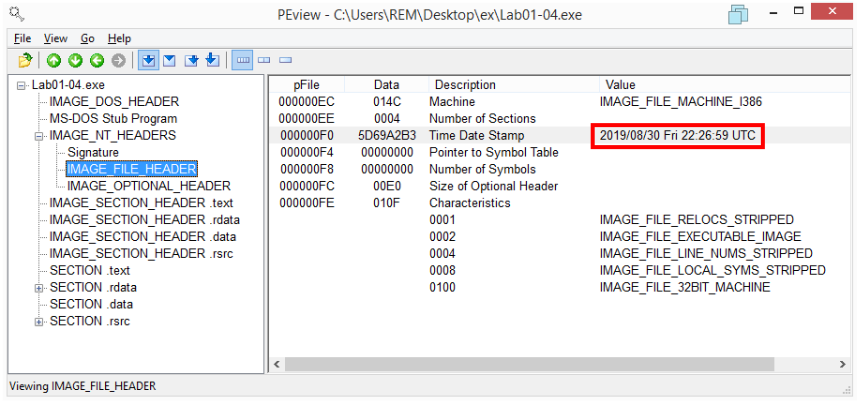 PEview - C:\Users\REM\Desktop\ex\Lab01-04.exe
File View Go Help
Lab01-04.exe
IMAGE_DOS_HEADER
MS-DOS Stub Program
IMAGE_NT_HEADERS
Signature
IMAGE_FILE_HEADER
IMAGE_OPTIONAL_HEADER
IMAGE_SECTION_HEADER .text
IMAGE_SECTION_HEADER .rdata
IMAGE_SECTION_HEADER .data
IMAGE_SECTION_HEADER .rsrc
SECTION .text
SECTION .rdata
SECTION .data
SECTION .rsrc
pFile Data Description Value
000000EC 014C Machine IMAGE_FILE_MACHINE_I386
000000EE 0004 Number of Sections
000000F0 5D69A2B3 Time Date Stamp 2019/08/30 Fri 22:26:59 UTC
000000F4 00000000 Pointer to Symbol Table
000000F8 00000000 Number of Symbols
000000FC 00E0 Size of Optional Header
000000FE 010F Characteristics
0001 IMAGE_FILE_RELOCS_STRIPPED
0002 IMAGE_FILE_EXECUTABLE_IMAGE
0004 IMAGE_FILE_LINE_NUMS_STRIPPED
0008 IMAGE_FILE_LOCAL_SYMS_STRIPPED
0100 IMAGE_FILE_32BIT_MACHINE
Viewing IMAGE_FILE_HEADER